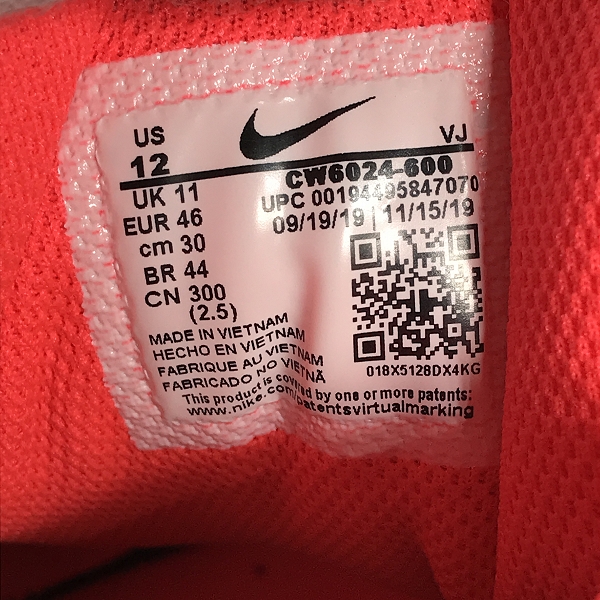 US
12
VJ
CW6024-600
UK 11
UPC 00194495847070
EUR 46
09/19/19 | 11/15/19
cm 30
BR 44
CN 300
(2.5)
MADE IN VIETNAM
HECHO EN VIETNAM
FABRIQUE AU VIETNAM
FABRICADO NO VIETNÃ
018X5128DX4KG
This product is covered by one or more patents:
www.nike.com/patentsvirtualmarking